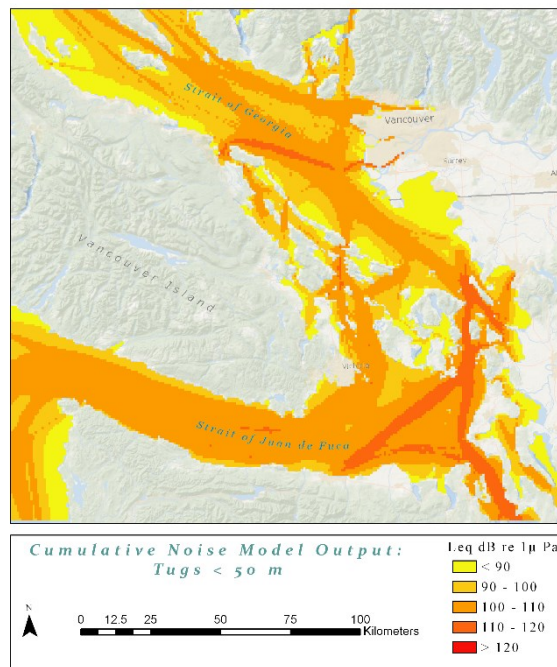 Strait of Georgia
Vancouver
Surrey
Vancouver Island
Strait of Juan de Fuca
Cumulative Noise Model Output:
Tugs < 50 m
Leq dB re 1µ Pa
< 90
90 - 100
100 - 110
110 - 120
> 120
N
0 12.5 25 50 75 100
Kilometers